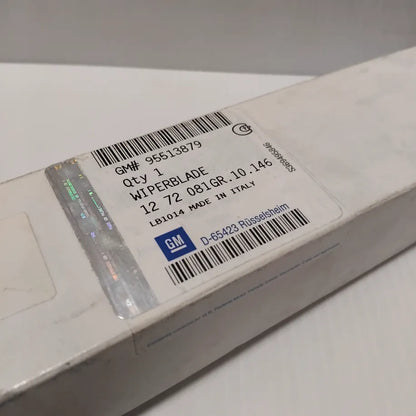 GM# 95513879
Qty 1
WIPERBLADE
12 72 081GR.10.146
LB1014 MADE IN ITALY
GM
D-65423 Rüsselsheim